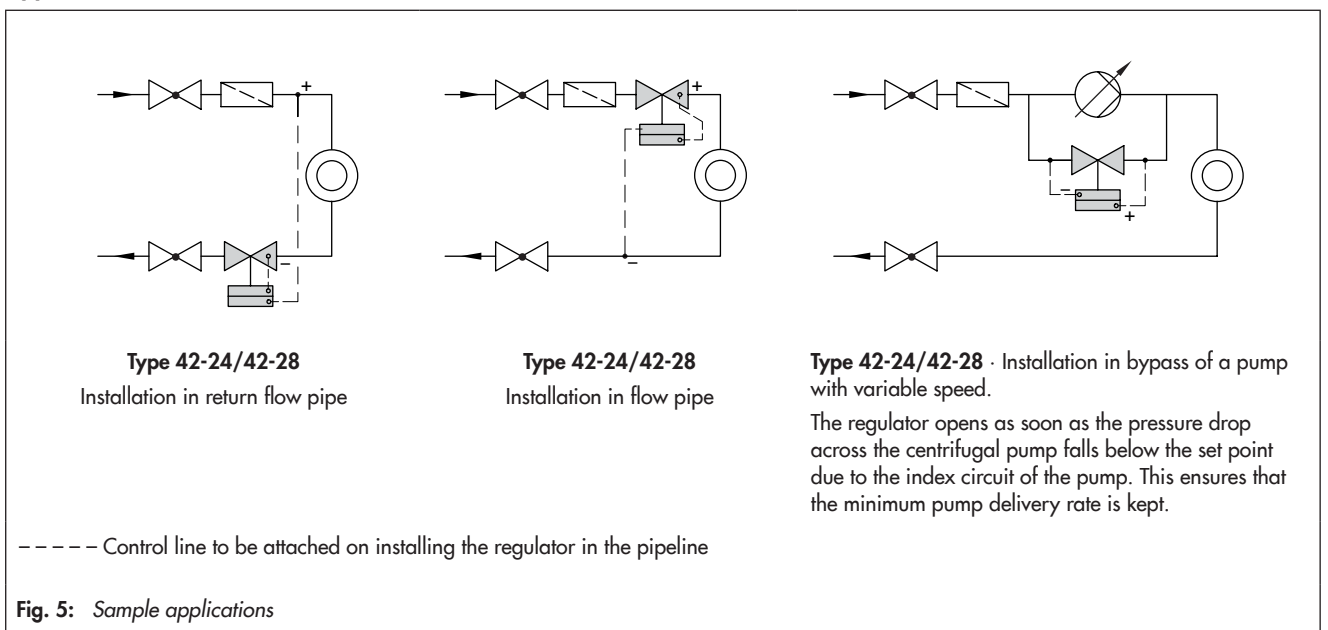 +
–
Type 42-24/42-28
Installation in return flow pipe
+
–
Type 42-24/42-28
Installation in flow pipe
–
+
Type 42-24/42-28 · Installation in bypass of a pump
with variable speed.
The regulator opens as soon as the pressure drop
across the centrifugal pump falls below the set point
due to the index circuit of the pump. This ensures that
the minimum pump delivery rate is kept.
– – – – – Control line to be attached on installing the regulator in the pipeline
Fig. 5: Sample applications